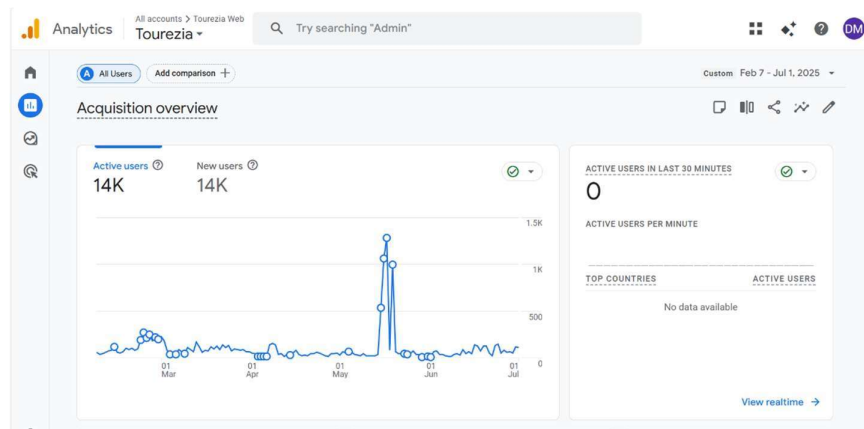 Analytics
All accounts > Tourezia Web
Tourezia
Try searching "Admin"
DM
A All Users
Add comparison +
Custom Feb 7 - Jul 1, 2025
Acquisition overview
Active users
14K
New users
14K
1.5K
1K
500
0
01 Mar
01 Apr
01 May
01 Jun
01 Jul
ACTIVE USERS IN LAST 30 MINUTES
0
ACTIVE USERS PER MINUTE
TOP COUNTRIES ACTIVE USERS
No data available
View realtime →